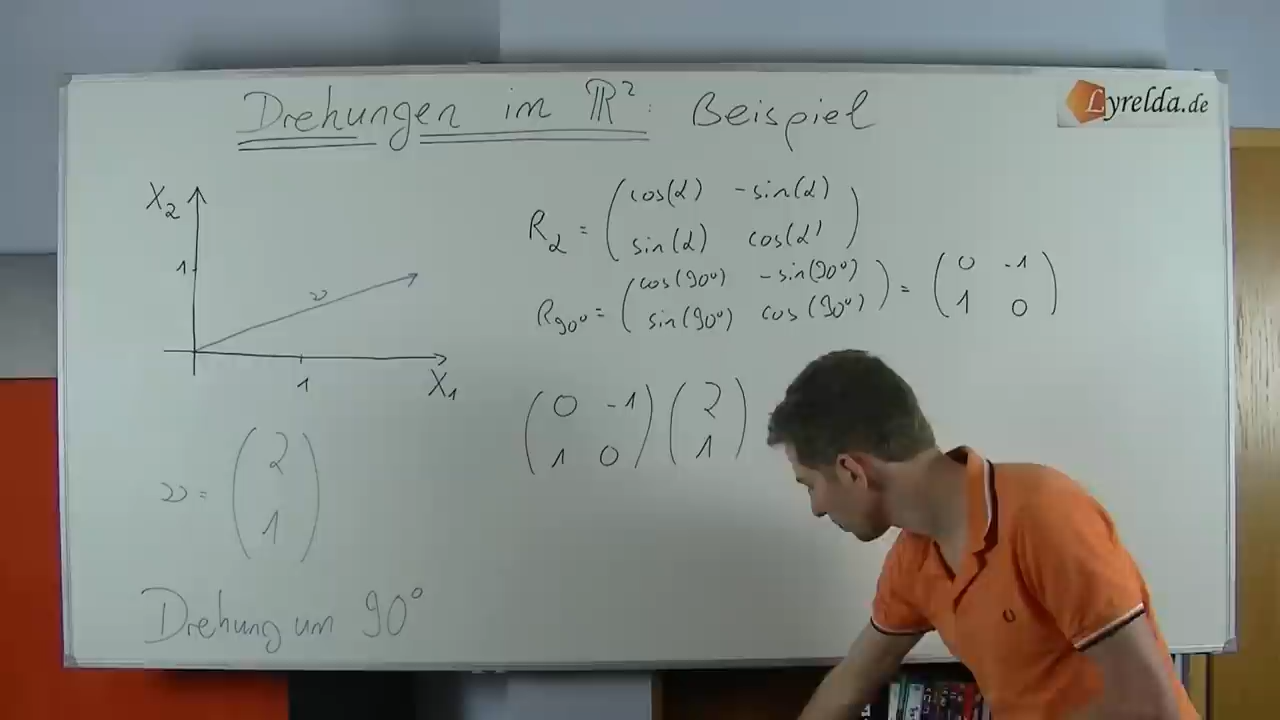 Drehungen im ℝ²: Beispiel
Lyrelda.de
X₂
1
v
1
X₁
v = (2
1)
Drehung um 90°
R_α = (cos(α) -sin(α)
sin(α) cos(α))
R_90° = (cos(90°) -sin(90°)
sin(90°) cos(90°)) = (0 -1
1 0)
(0 -1
1 0) (2
1)